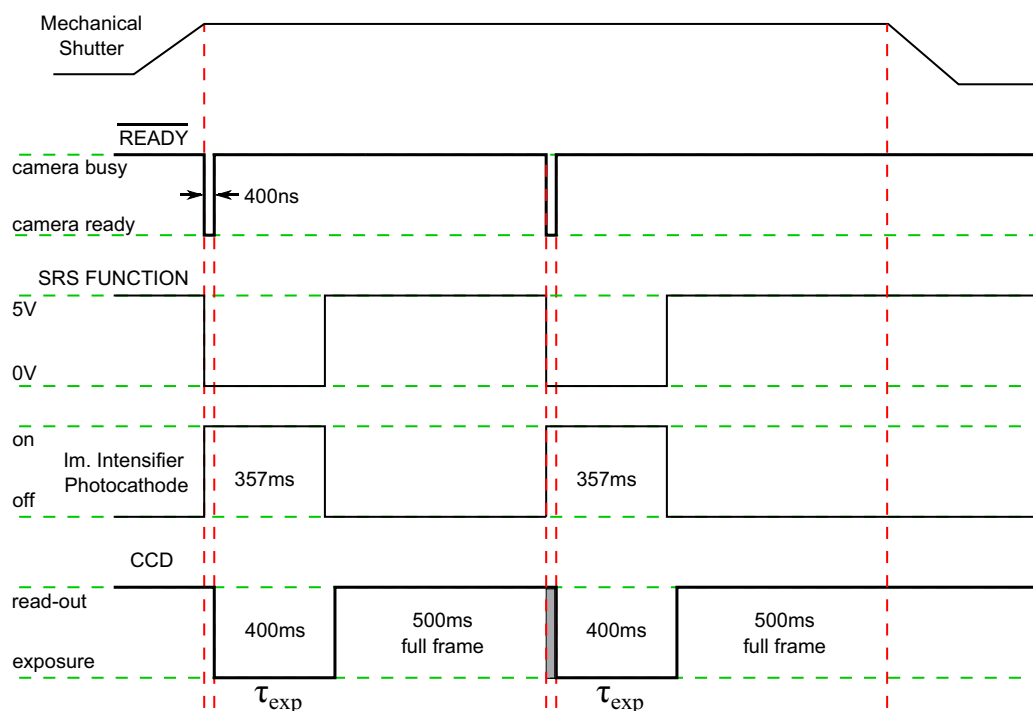 Mechanical
Shutter
READY
camera busy
400ns
camera ready
SRS FUNCTION
5V
0V
on
Im. Intensifier
Photocathode
357ms
357ms
off
CCD
read-out
400ms
500ms
full frame
400ms
500ms
full frame
exposure
τexp
τexp